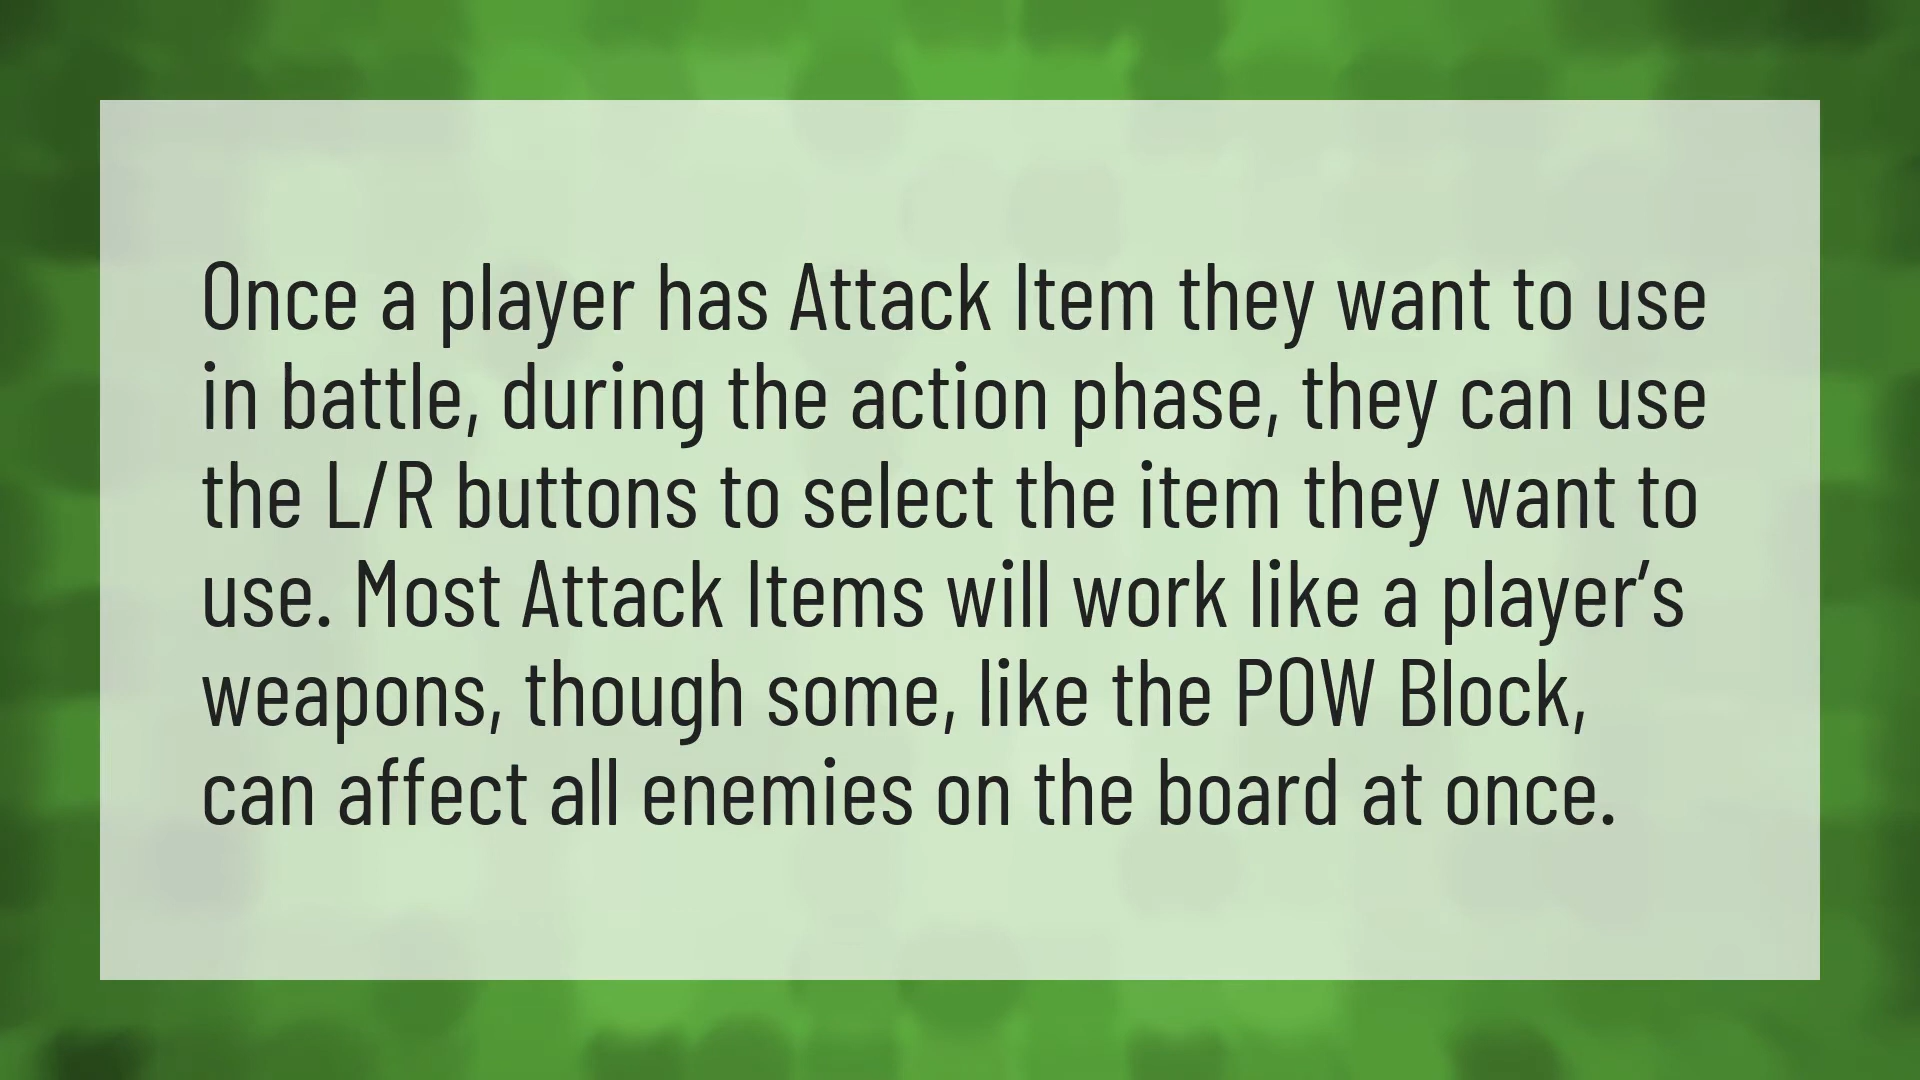 Once a player has Attack Item they want to use
in battle, during the action phase, they can use
the L/R buttons to select the item they want to
use. Most Attack Items will work like a player’s
weapons, though some, like the POW Block,
can affect all enemies on the board at once.